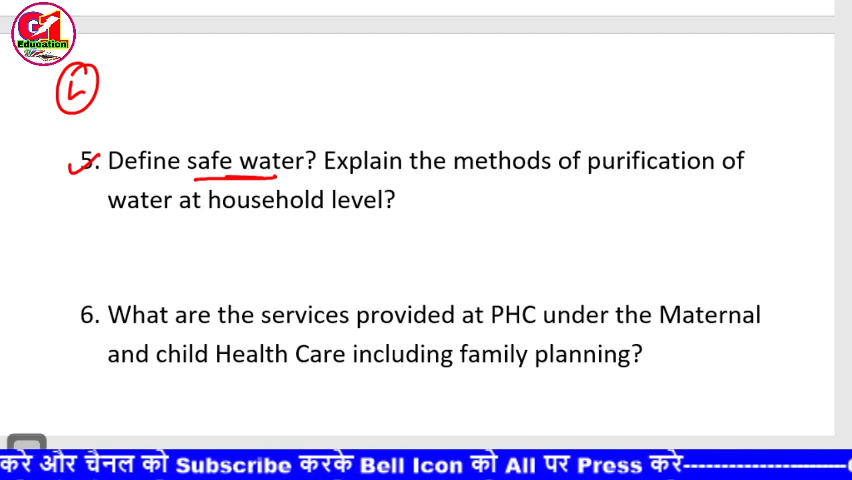 Education
5. Define safe water? Explain the methods of purification of
water at household level?
6. What are the services provided at PHC under the Maternal
and child Health Care including family planning?
करे और चैनल को Subscribe करके Bell Icon को All पर Press करे